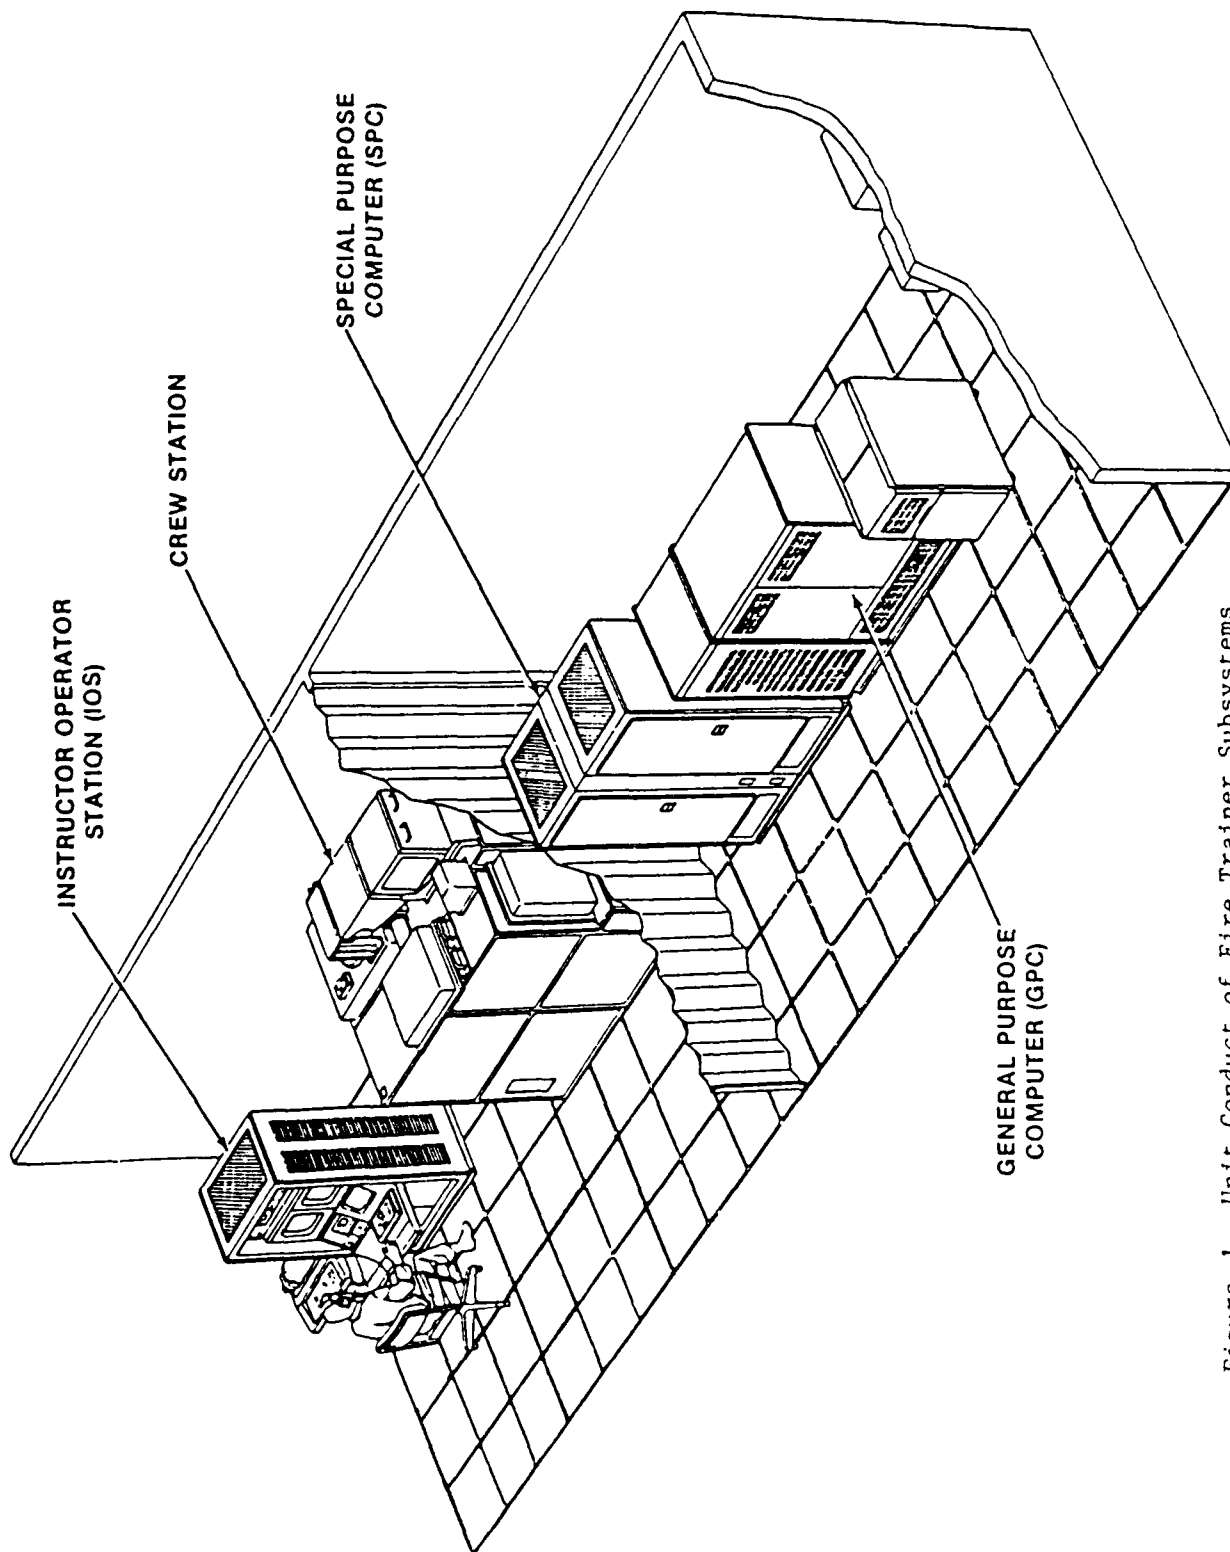 INSTRUCTOR OPERATOR
STATION (IOS)
CREW STATION
SPECIAL PURPOSE
COMPUTER (SPC)
GENERAL PURPOSE
COMPUTER (GPC)
Figure 1. Unit Conduct of Fire Trainer Subsystems